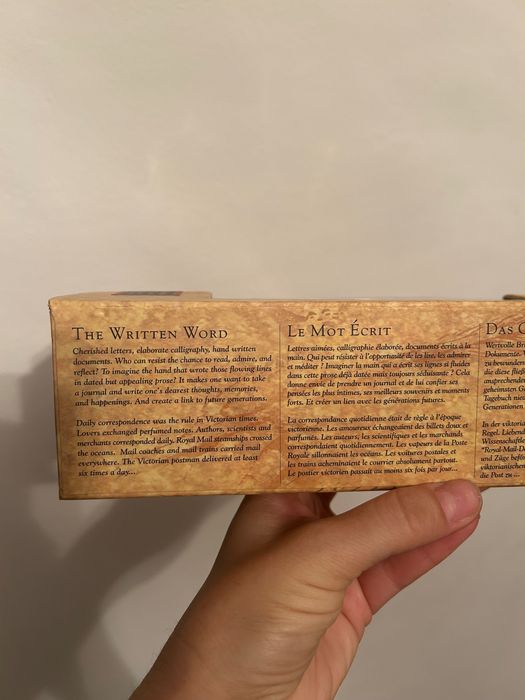 THE WRITTEN WORD
Cherished letters, elaborate calligraphy, hand written
documents. Who can resist the chance to read, admire, and
reflect? To imagine the hand that wrote those flowing lines
in dated but appealing prose? It makes one want to take
a journal and write one's dearest thoughts, memories,
and happenings. And create a link to future generations.
Daily correspondence was the rule in Victorian times.
Lovers exchanged perfumed notes. Authors, scientists and
merchants corresponded daily. Royal Mail steamships crossed
the oceans. Mail coaches and mail trains carried mail
everywhere. The Victorian postman delivered at least
six times a day...
LE MOT ÉCRIT
Lettres aimées, calligraphie élaborée, documents écrits à la
main. Qui peut résister à l'opportunité de les lire, les admirer
et méditer ? Imaginer la main qui a écrit ses lignes si fluides
dans cette prose déjà datée mais toujours séduisante ? Cela
donne envie de prendre un journal et de lui confier ses
pensées les plus intimes, ses meilleurs souvenirs et moments
forts. Et créer un lien avec les générations futures.
La correspondance quotidienne était de règle à l'époque
victorienne. Les amoureux échangeaient des billets doux et
parfumés. Les auteurs, les scientifiques et les marchands
correspondaient quotidiennement. Les vapeurs de la Poste
Royale sillonnaient les océans. Les voitures postales et
les trains acheminaient le courrier absolument partout.
Le postier victorien passait au moins six fois par jour...
DAS
Wertvolle
Dokumente.
zu bewundern
die diese
ansprechenden
geheimsten
Tagebuch
Generationen.
In der
Regel.
Wissenschaftler
"Royal-Mail-
und Züge
viktorianischen
die Post zu ...